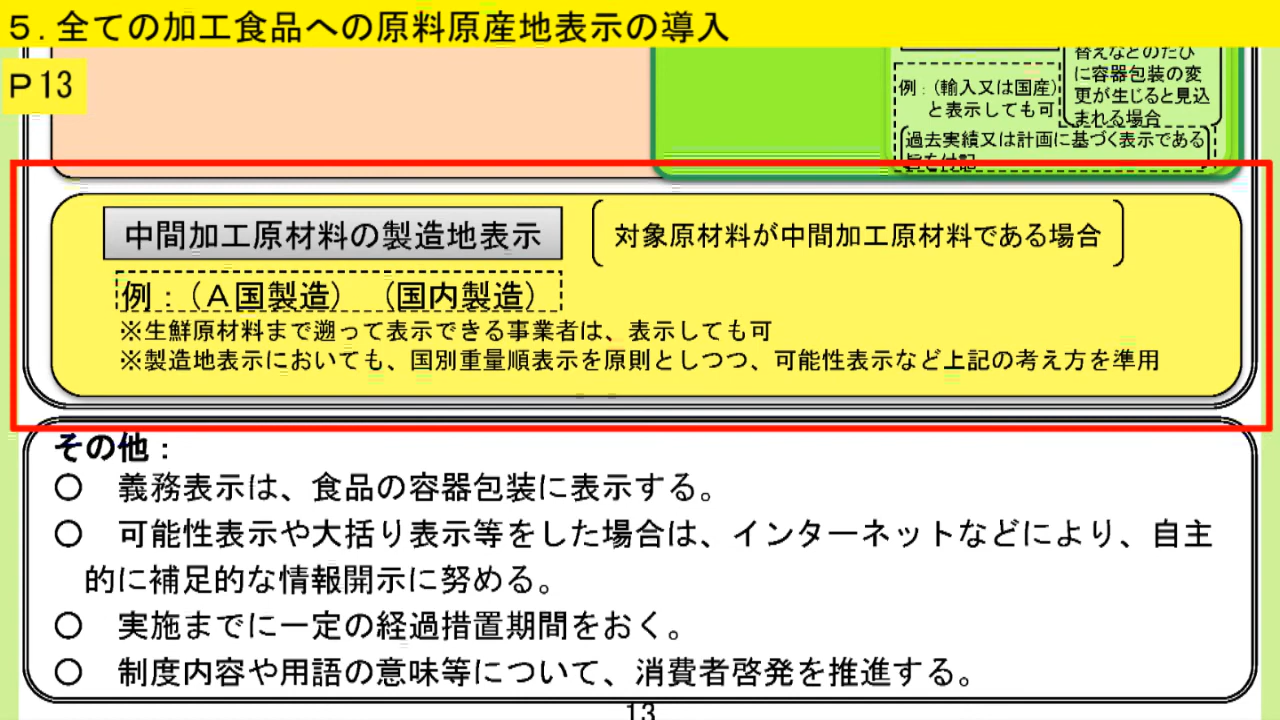 ５.全ての加工食品への原料原産地表示の導入
Ｐ13
替えなどのたび
に容器包装の変
更が生じると見込
まれる場合
例：（輸入又は国産）
と表示しても可
過去実績又は計画に基づく表示である
旨を付記
中間加工原材料の製造地表示
対象原材料が中間加工原材料である場合
例：（Ａ国製造）　（国内製造）
※生鮮原材料まで遡って表示できる事業者は、表示しても可
※製造地表示においても、国別重量順表示を原則としつつ、可能性表示など上記の考え方を準用
その他：
○　義務表示は、食品の容器包装に表示する。
○　可能性表示や大括り表示等をした場合は、インターネットなどにより、自主
的に補足的な情報開示に努める。
○　実施までに一定の経過措置期間をおく。
○　制度内容や用語の意味等について、消費者啓発を推進する。
13